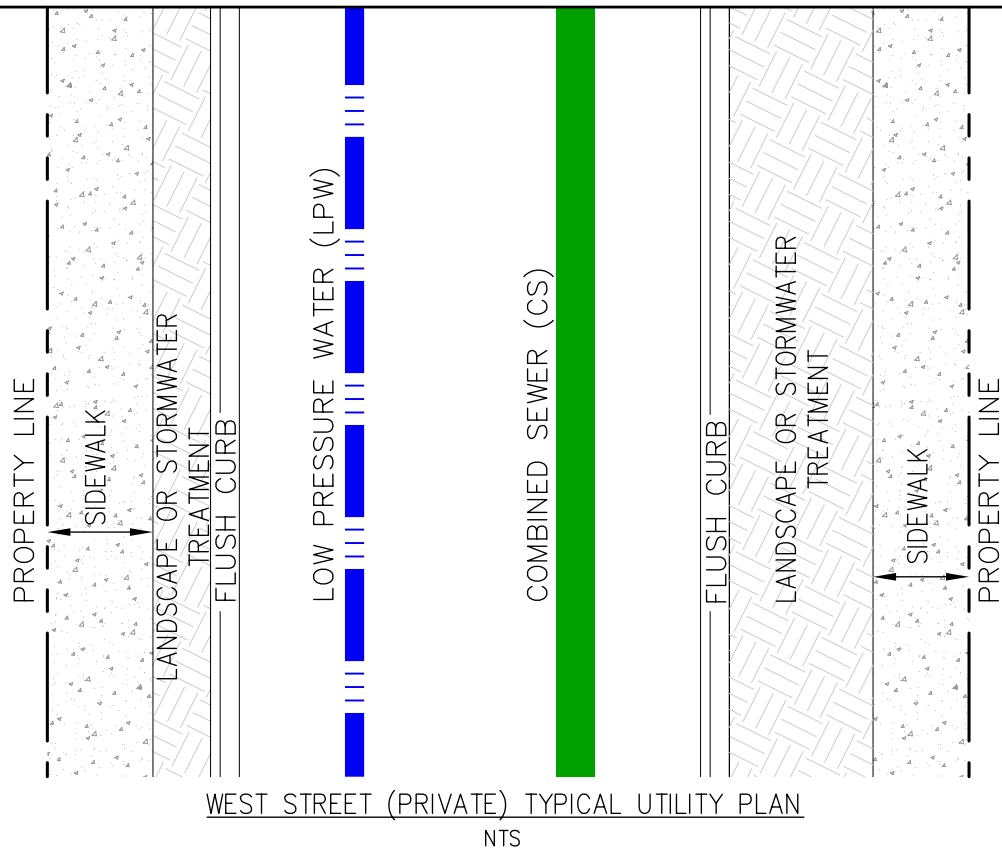 PROPERTY LINE
SIDEWALK
LANDSCAPE OR STORMWATER
TREATMENT
FLUSH CURB
LOW PRESSURE WATER (LPW)
COMBINED SEWER (CS)
FLUSH CURB
LANDSCAPE OR STORMWATER
TREATMENT
SIDEWALK
PROPERTY LINE
WEST STREET (PRIVATE) TYPICAL UTILITY PLAN
NTS